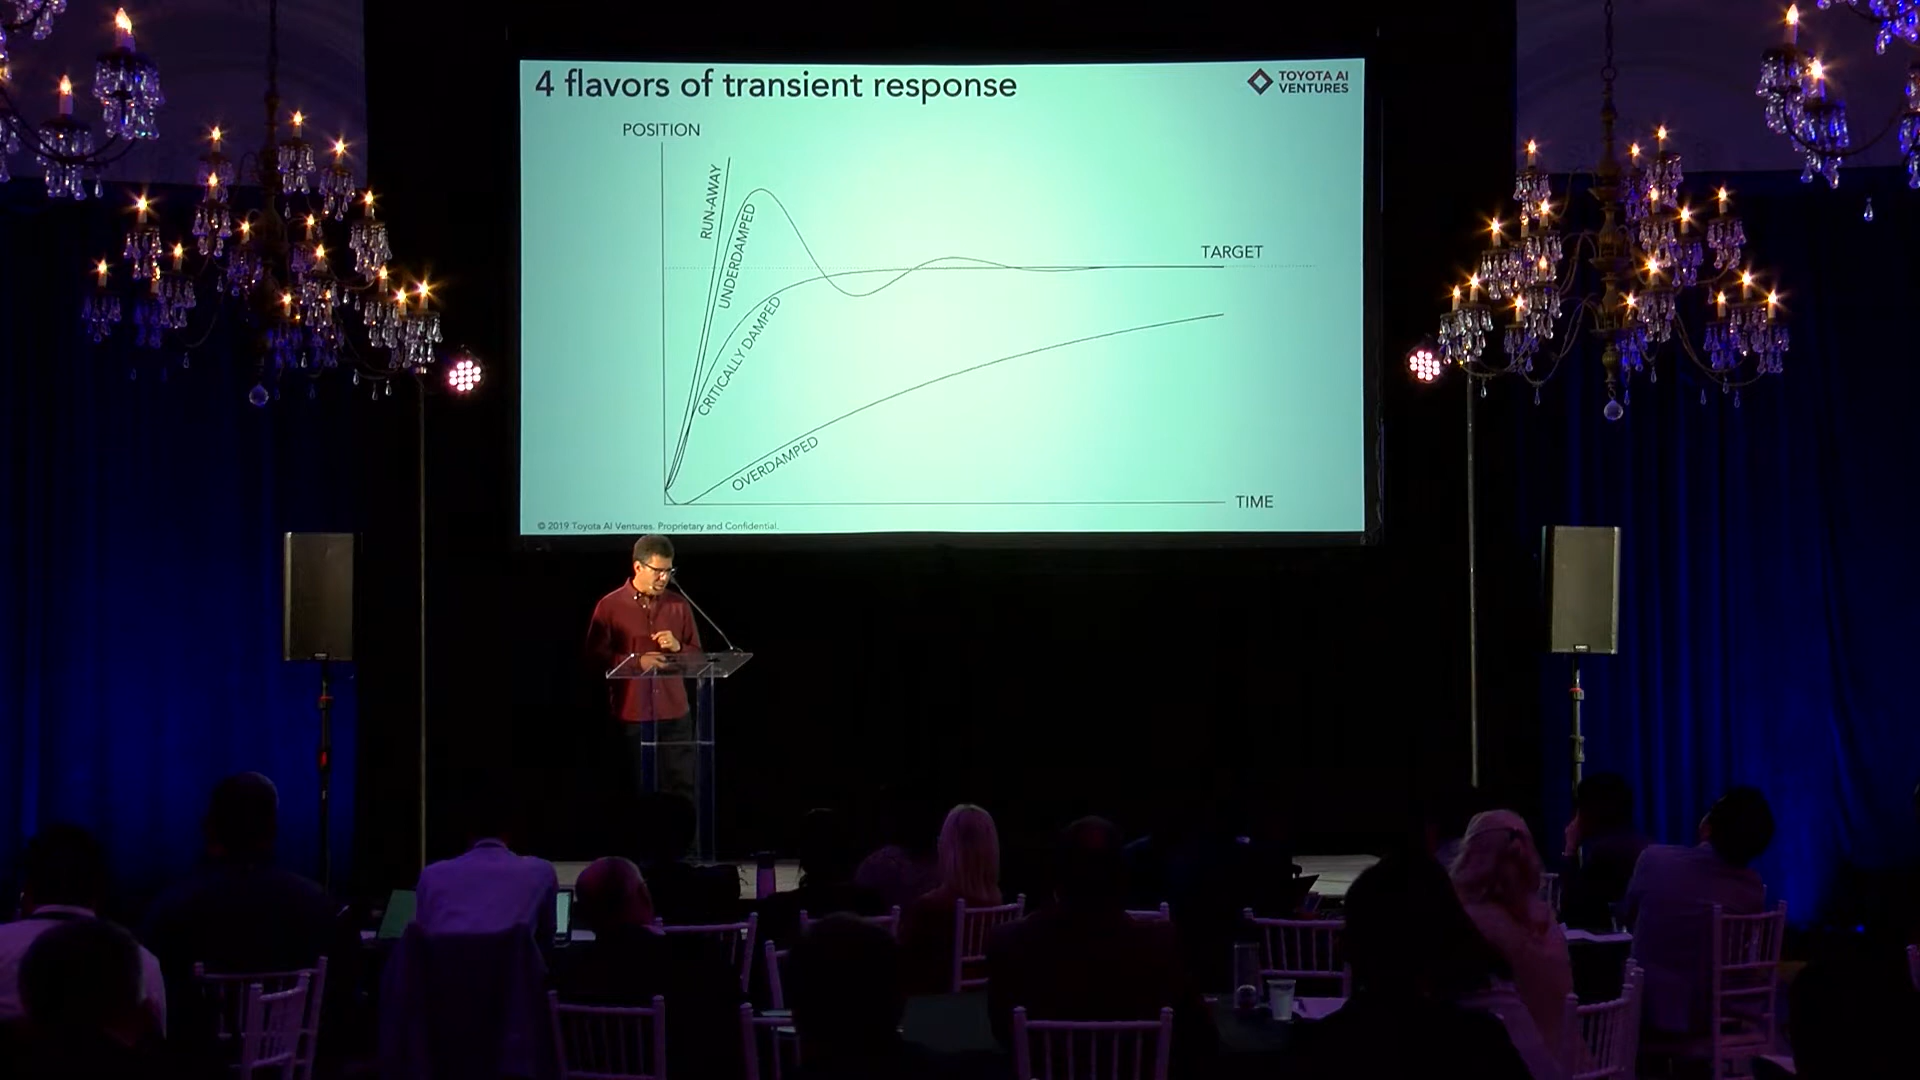 4 flavors of transient response
TOYOTA AI
VENTURES
POSITION
RUN-AWAY
UNDERDAMPED
CRITICALLY DAMPED
OVERDAMPED
TARGET
TIME
© 2019 Toyota AI Ventures. Proprietary and Confidential.